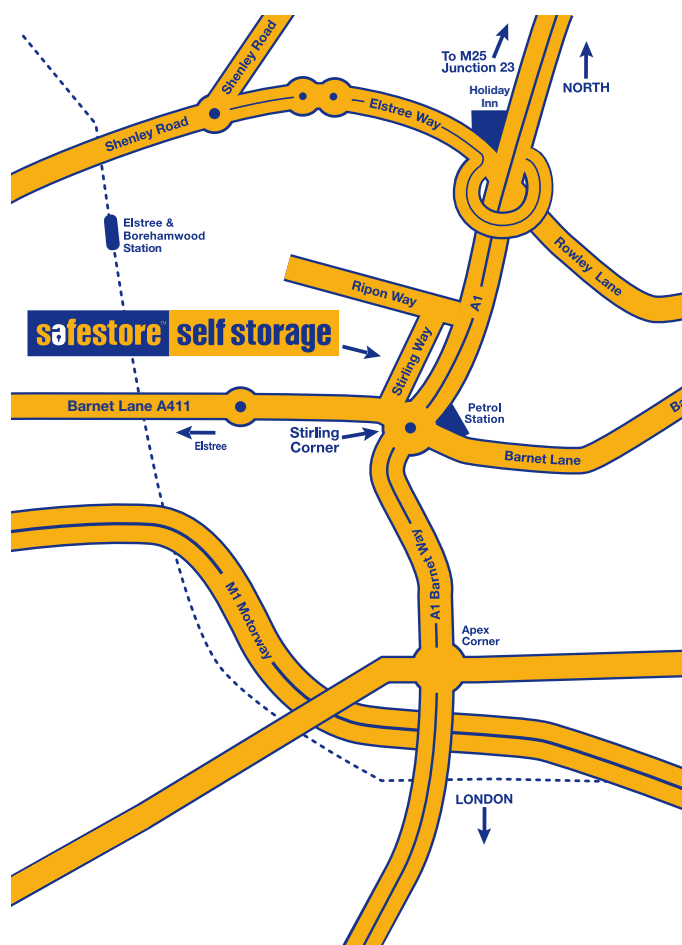 Shenley Road
To M25
Junction 23
NORTH
Holiday
Inn
Elstree Way
Shenley Road
Elstree &
Borehamwood
Station
Rowley Lane
Ripon Way
A1
safestore™ self storage
Stirling Way
Barnet Lane A411
Petrol
Station
Elstree
Stirling
Corner
Barnet Lane
Ba
A1 Barnet Way
M1 Motorway
Apex
Corner
LONDON